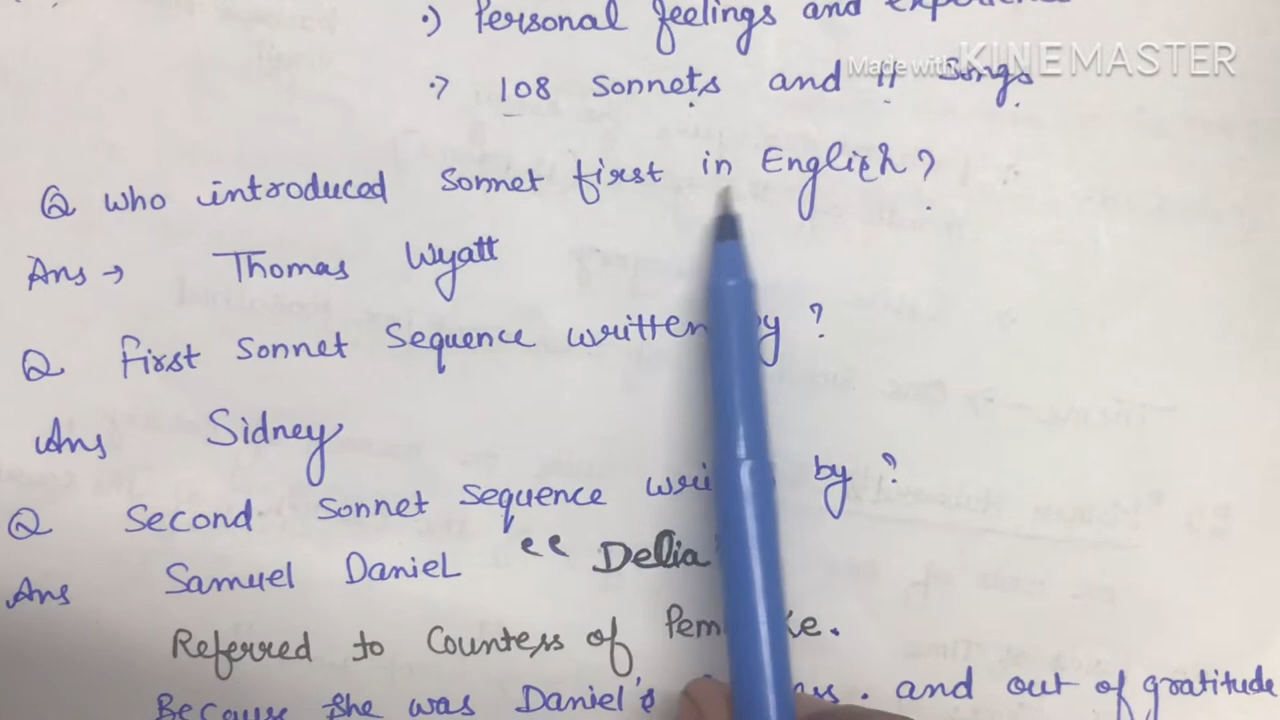 ·) Personal feelings and
Made with KINEMASTER
·) 108 Sonnets and 11 Songs
Q Who introduced Sonnet first in English?
Ans → Thomas Wyatt
Q First Sonnet Sequence written by ?
Ans Sidney
Q Second Sonnet sequence by ?
Ans Samuel Daniel “ Delia
Referred to Countess of
Because She was Daniel's and out of gratitude